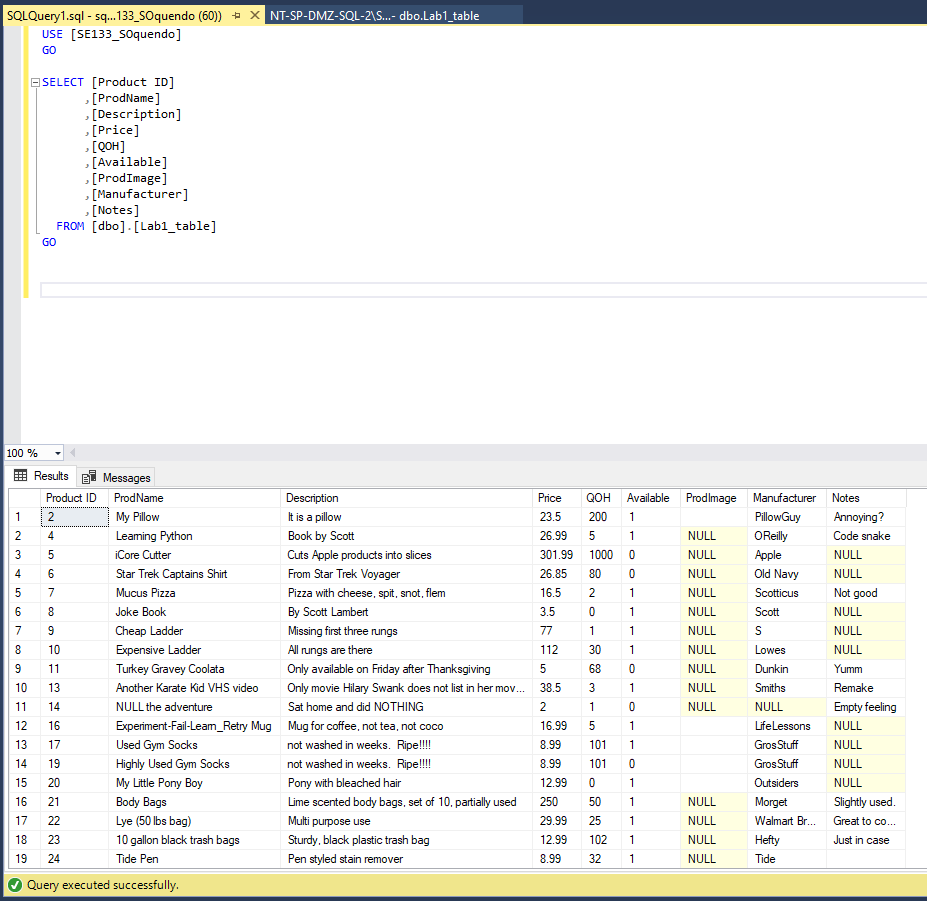 SQLQuery1.sql - sq...133_SOquendo (60)) NT-SP-DMZ-SQL-2\S...- dbo.Lab1_table
USE [SE133_SOquendo]
GO
SELECT [Product ID]
,[ProdName]
,[Description]
,[Price]
,[QOH]
,[Available]
,[ProdImage]
,[Manufacturer]
,[Notes]
FROM [dbo].[Lab1_table]
GO
100 %
Results Messages
Product ID ProdName Description Price QOH Available ProdImage Manufacturer Notes
1 2 My Pillow It is a pillow 23.5 200 1 PillowGuy Annoying?
2 4 Learning Python Book by Scott 26.99 5 1 NULL OReilly Code snake
3 5 iCore Cutter Cuts Apple products into slices 301.99 1000 0 NULL Apple NULL
4 6 Star Trek Captains Shirt From Star Trek Voyager 26.85 80 0 NULL Old Navy NULL
5 7 Mucus Pizza Pizza with cheese, spit, snot, flem 16.5 2 1 NULL Scotticus Not good
6 8 Joke Book By Scott Lambert 3.5 0 1 NULL Scott NULL
7 9 Cheap Ladder Missing first three rungs 77 1 1 NULL S NULL
8 10 Expensive Ladder All rungs are there 112 30 1 NULL Lowes NULL
9 11 Turkey Gravey Coolata Only available on Friday after Thanksgiving 5 68 0 NULL Dunkin Yumm
10 13 Another Karate Kid VHS video Only movie Hilary Swank does not list in her mov... 38.5 3 1 NULL Smiths Remake
11 14 NULL the adventure Sat home and did NOTHING 2 1 0 NULL NULL Empty feeling
12 16 Experiment-Fail-Learn_Retry Mug Mug for coffee, not tea, not coco 16.99 5 1 LifeLessons NULL
13 17 Used Gym Socks not washed in weeks. Ripe!!!! 8.99 101 0 GrosStuff NULL
14 19 Highly Used Gym Socks not washed in weeks. Ripe!!!! 8.99 101 0 GrosStuff NULL
15 20 My Little Pony Boy Pony with bleached hair 12.99 0 1 Outsiders NULL
16 21 Body Bags Lime scented body bags, set of 10, partially used 250 50 1 NULL Morget Slightly used.
17 22 Lye (50 lbs bag) Multi purpose use 29.99 25 1 NULL Walmart Br... Great to co...
18 23 10 gallon black trash bags Sturdy, black plastic trash bag 12.99 102 1 NULL Hefty Just in case
19 24 Tide Pen Pen styled stain remover 8.99 32 1 NULL Tide
Query executed successfully.